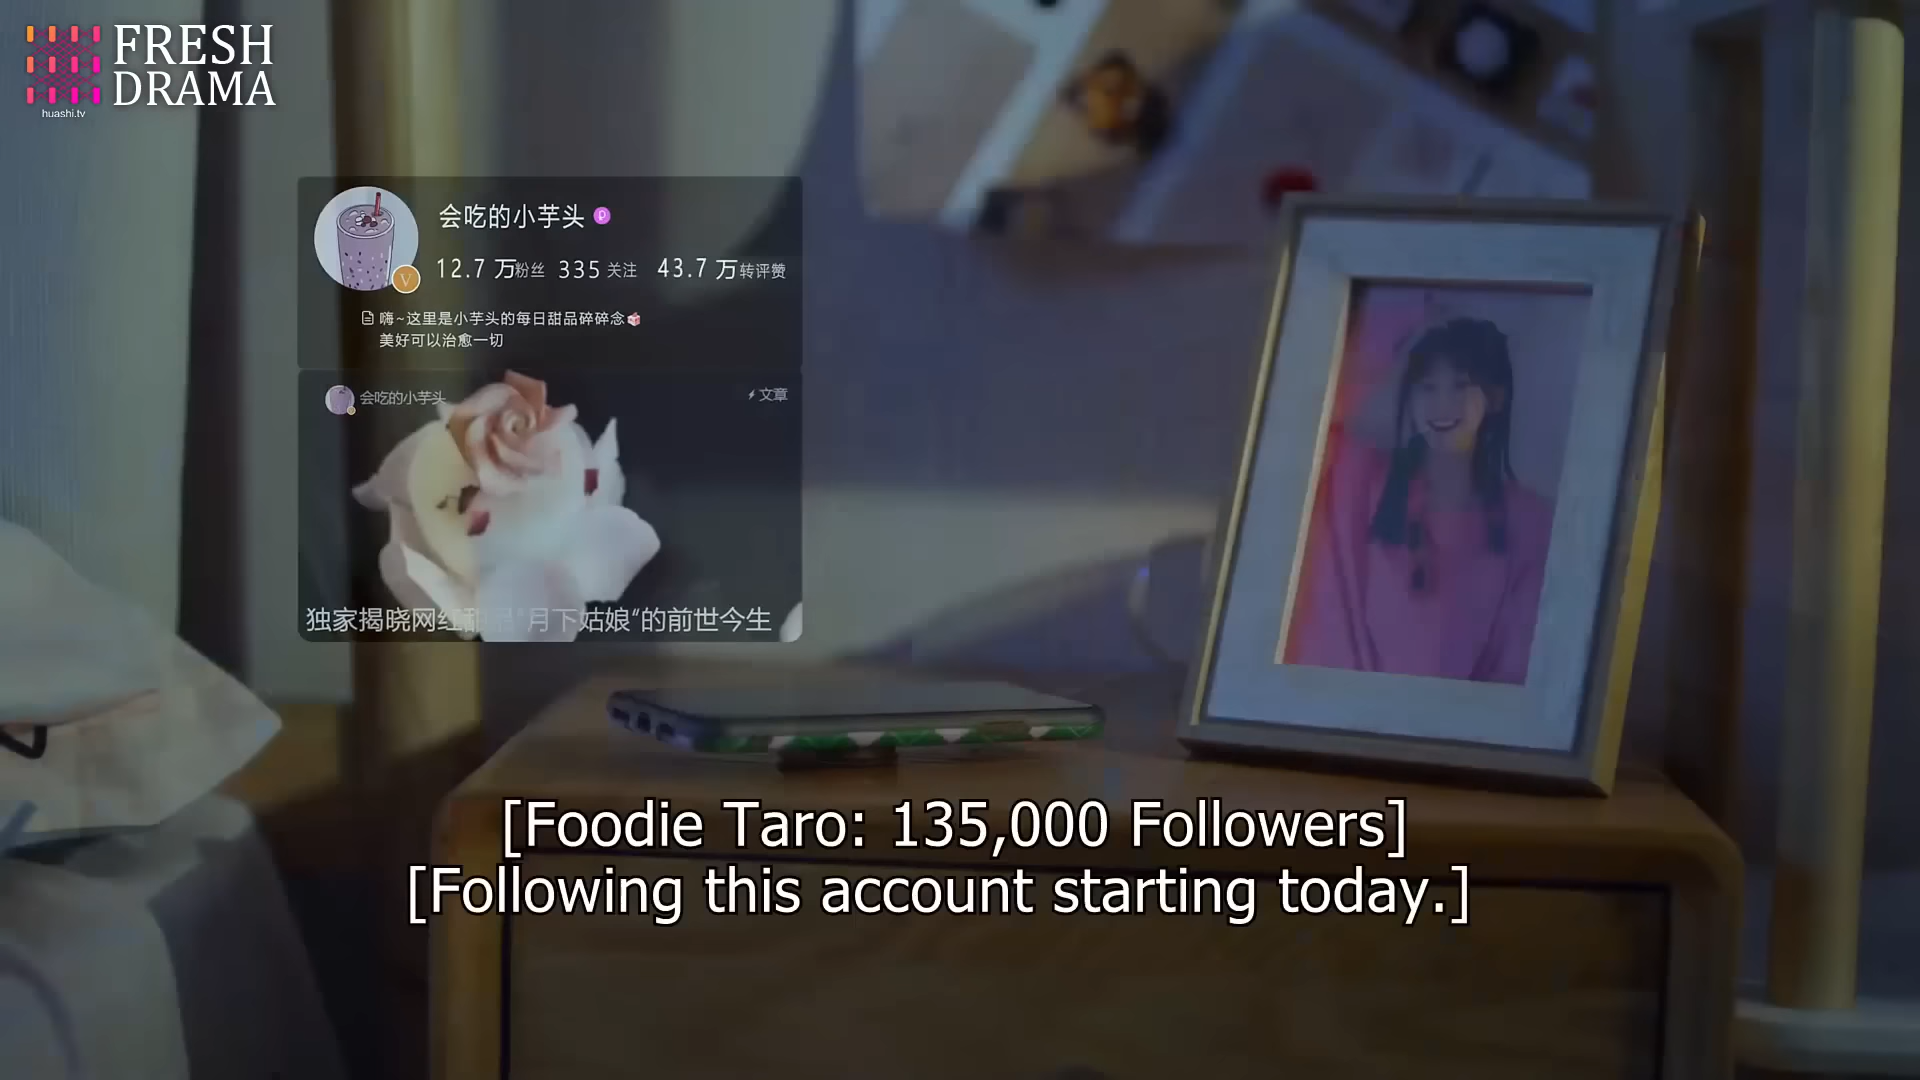 FRESH
DRAMA
huashi.tv
会吃的小芋头
12.7 万粉丝 335 关注 43.7 万转评赞
嗨~这里是小芋头的每日甜品碎碎念
美好可以治愈一切
会吃的小芋头
文章
独家揭晓网红甜品"月下姑娘"的前世今生
[Foodie Taro: 135,000 Followers]
[Following this account starting today.]